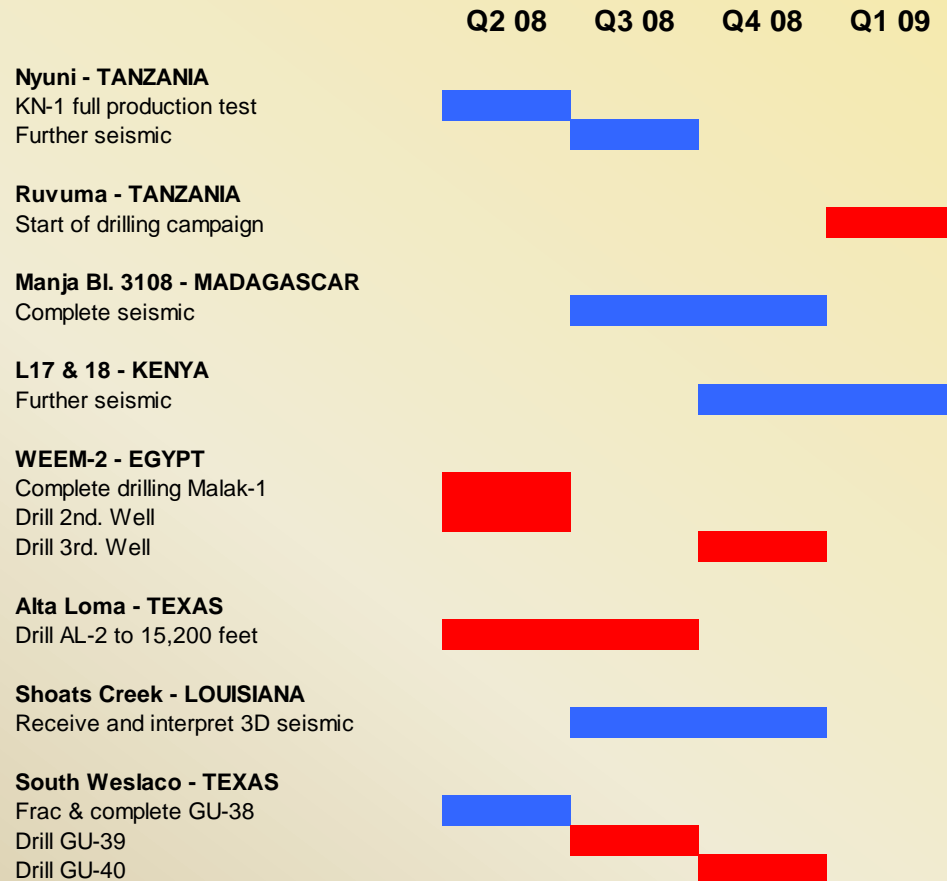 Q2 08 Q3 08 Q4 08 Q1 09
Nyuni - TANZANIA
KN-1 full production test
Further seismic
Ruvuma - TANZANIA
Start of drilling campaign
Manja Bl. 3108 - MADAGASCAR
Complete seismic
L17 & 18 - KENYA
Further seismic
WEEM-2 - EGYPT
Complete drilling Malak-1
Drill 2nd. Well
Drill 3rd. Well
Alta Loma - TEXAS
Drill AL-2 to 15,200 feet
Shoats Creek - LOUISIANA
Receive and interpret 3D seismic
South Weslaco - TEXAS
Frac & complete GU-38
Drill GU-39
Drill GU-40